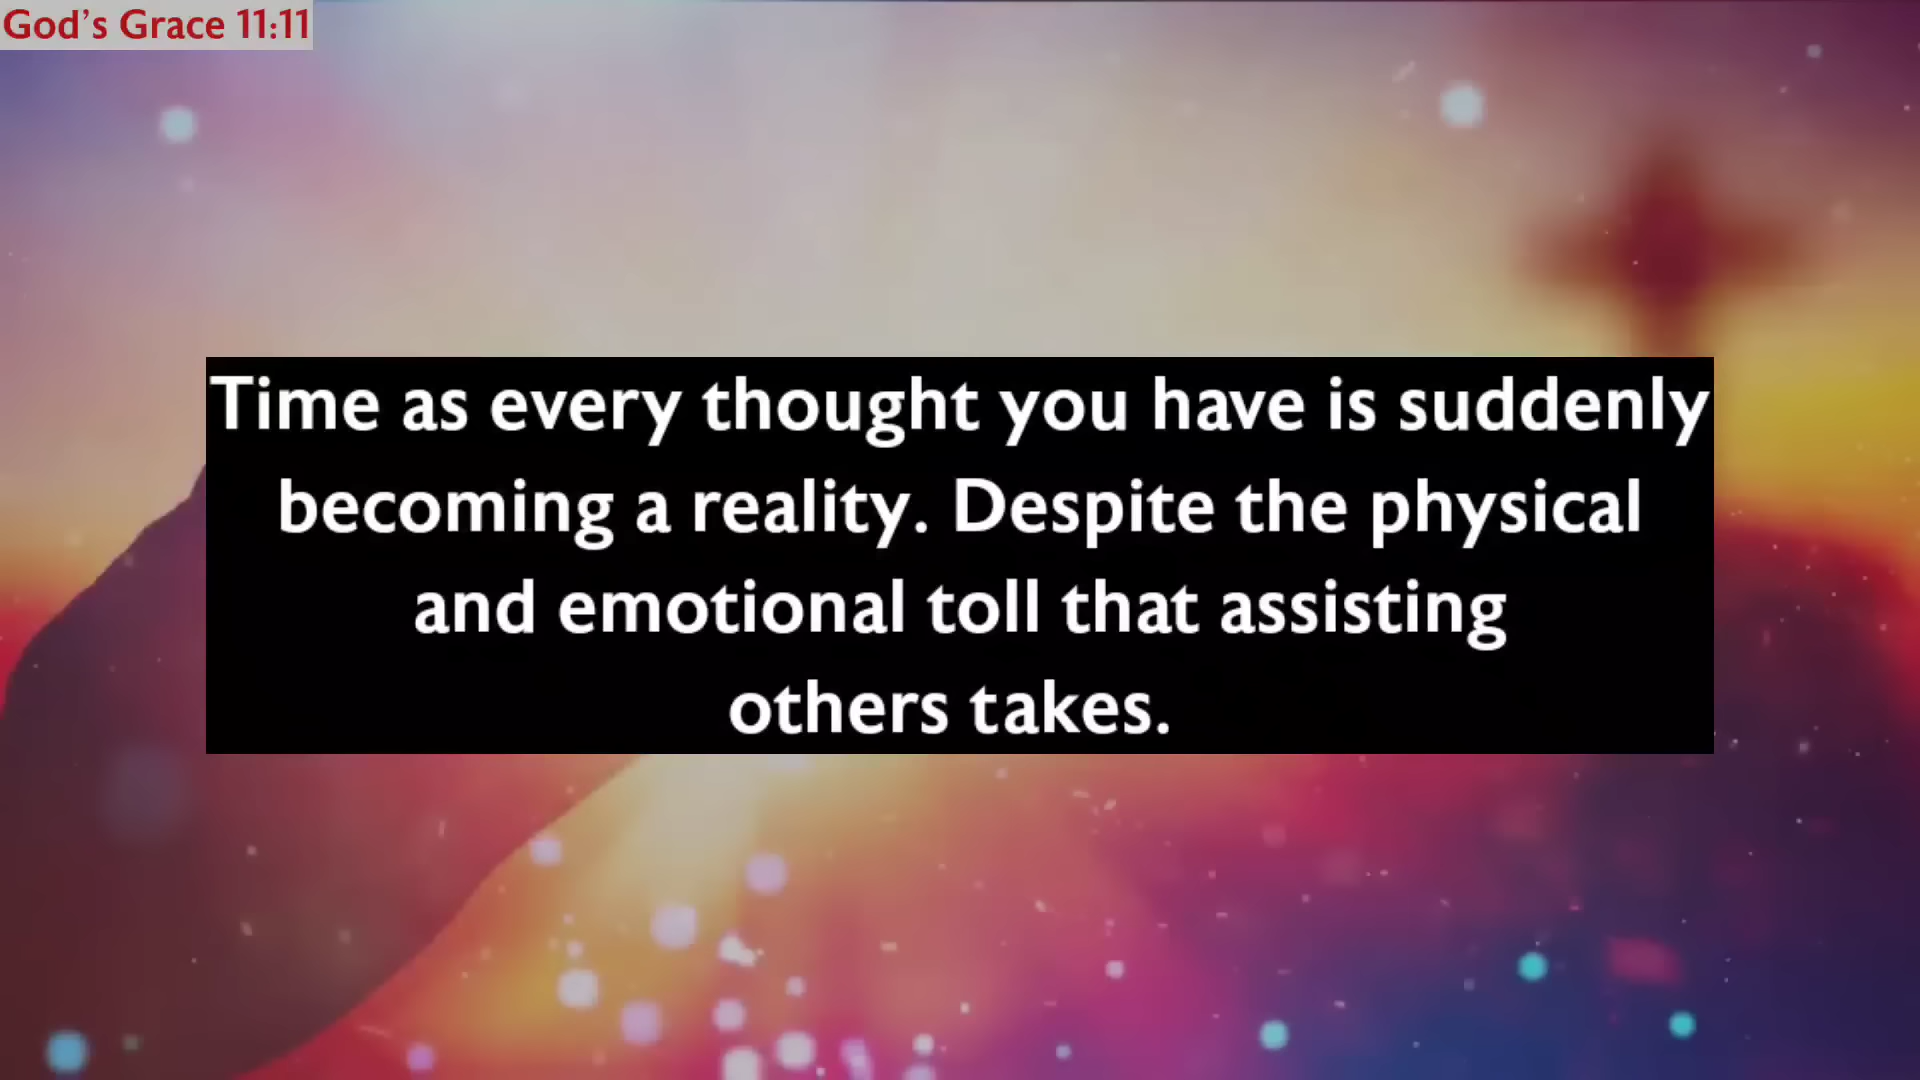 God's Grace 11:11
Time as every thought you have is suddenly
becoming a reality. Despite the physical
and emotional toll that assisting
others takes.